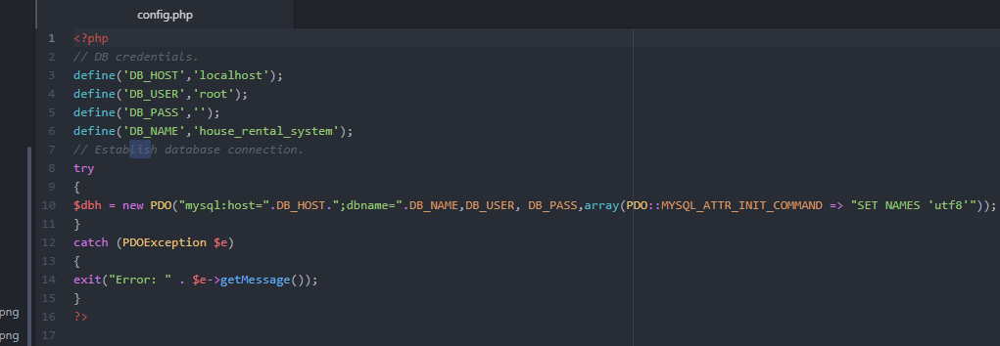 config.php
1 <?php
2 // DB credentials.
3 define('DB_HOST','localhost');
4 define('DB_USER','root');
5 define('DB_PASS','');
6 define('DB_NAME','house_rental_system');
7 // Establish database connection.
8 try
9 {
10 $dbh = new PDO("mysql:host=".DB_HOST.";dbname=".DB_NAME,DB_USER, DB_PASS,array(PDO::MYSQL_ATTR_INIT_COMMAND => "SET NAMES 'utf8'"));
11 }
12 catch (PDOException $e)
13 {
14 exit("Error: " . $e->getMessage());
15 }
16 ?>
17
png
png